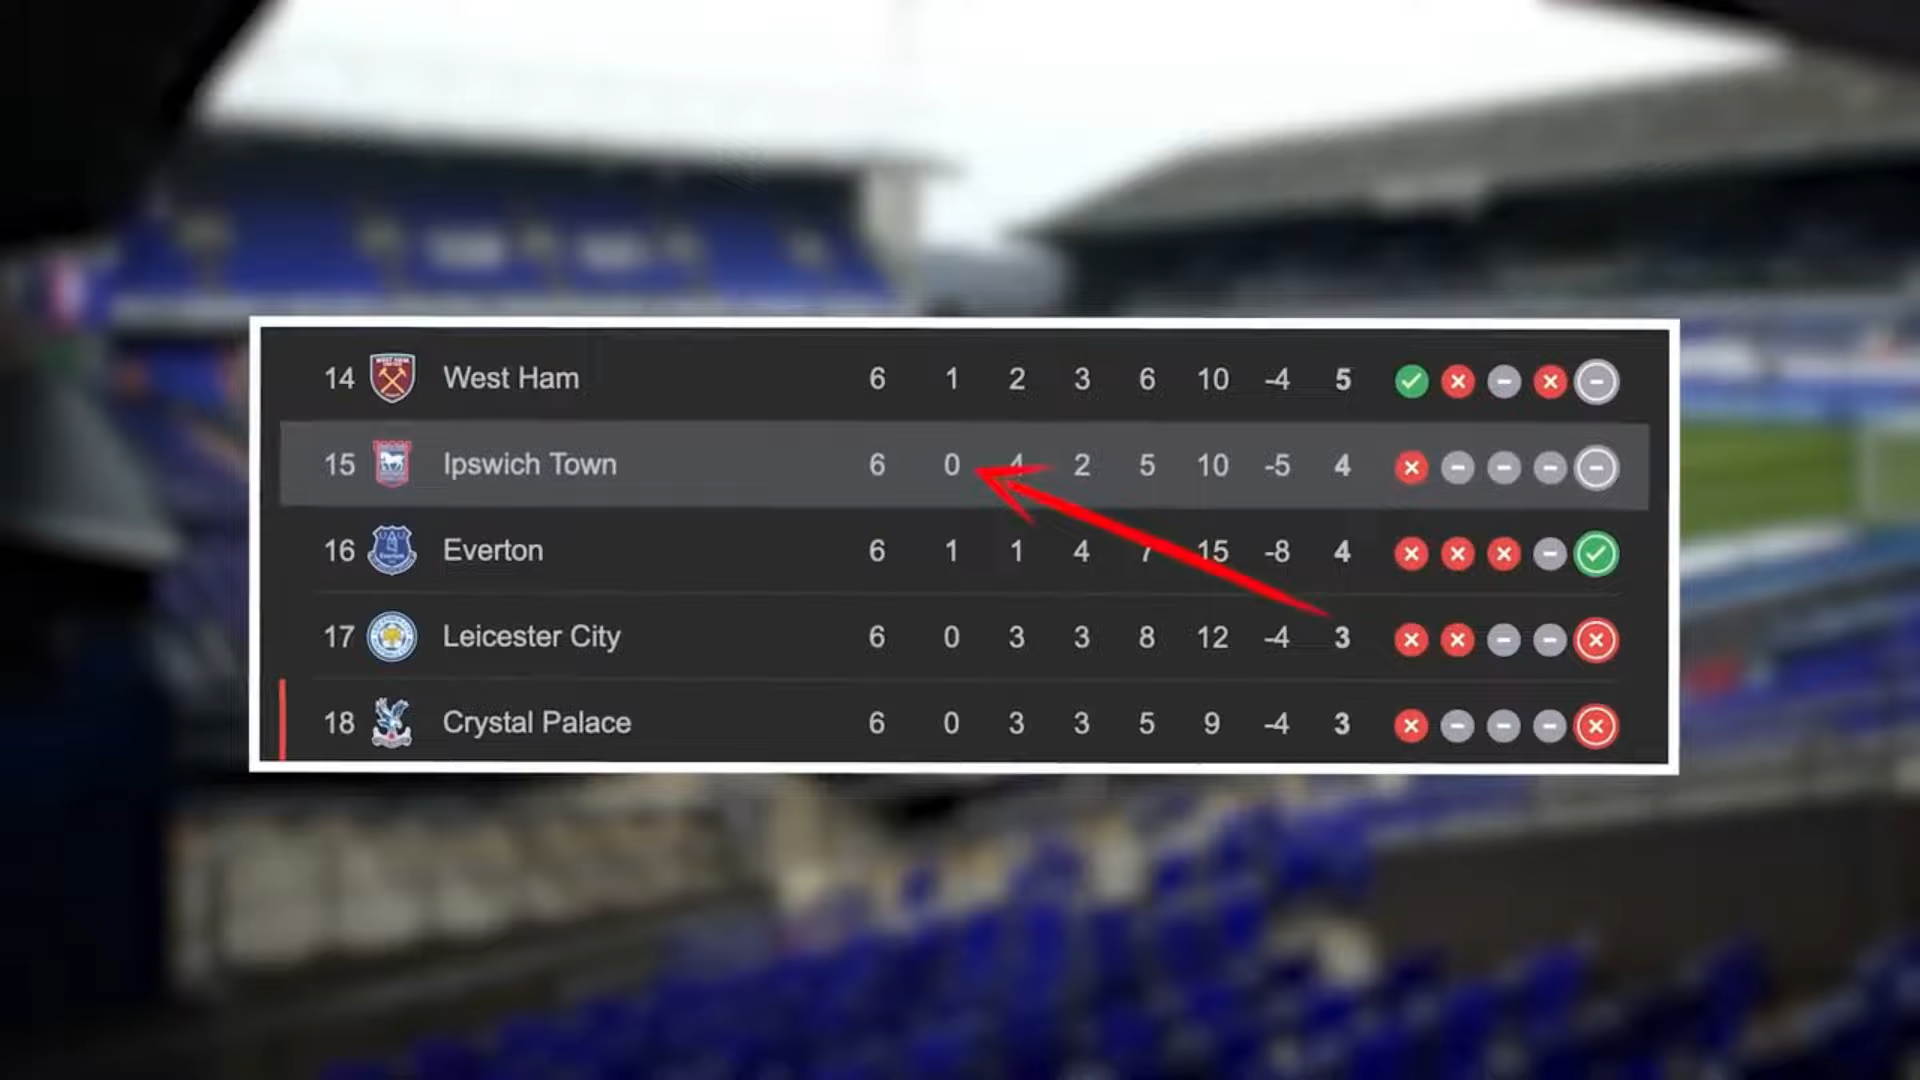 14 West Ham 6 1 2 3 6 10 -4 5
15 Ipswich Town 6 0 4 2 5 10 -5 4
16 Everton 6 1 1 4 7 15 -8 4
17 Leicester City 6 0 3 3 8 12 -4 3
18 Crystal Palace 6 0 3 3 5 9 -4 3